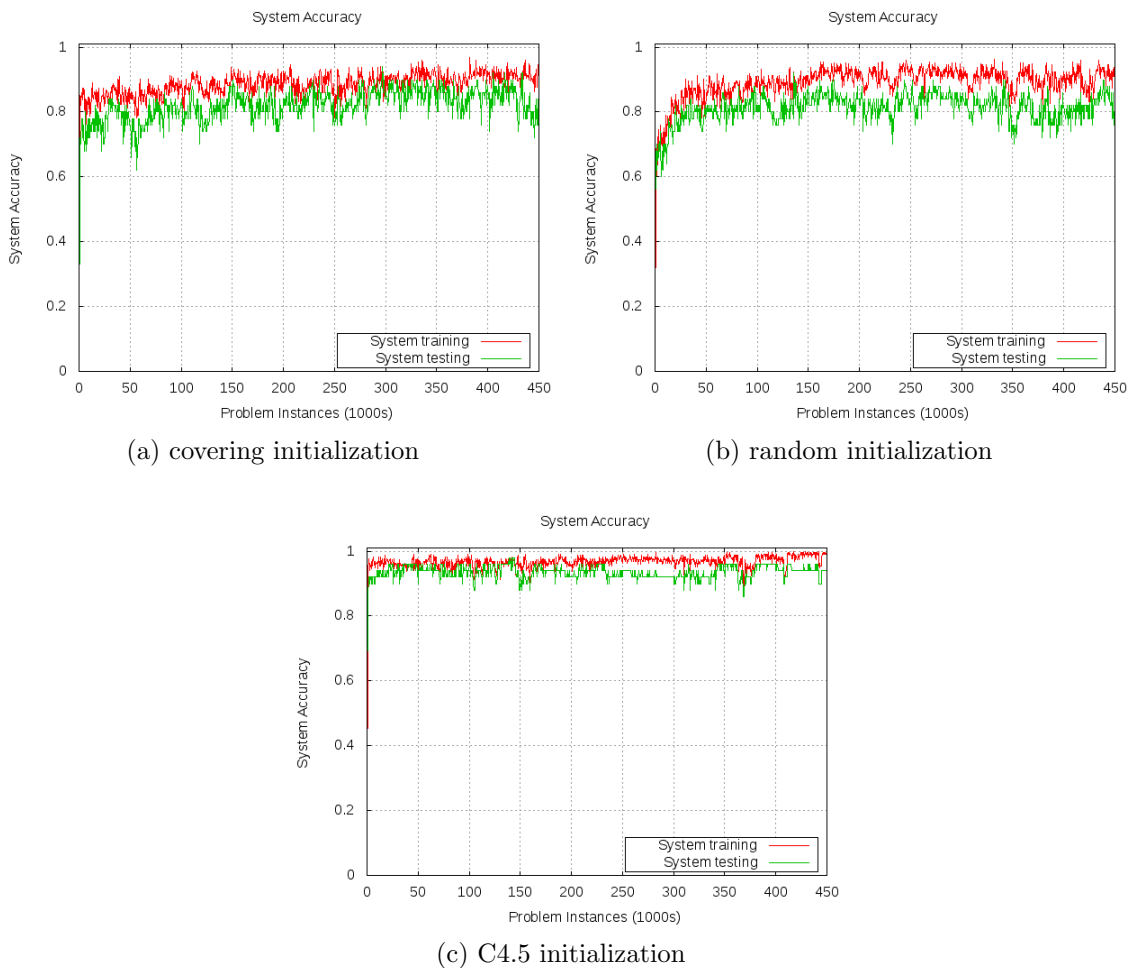 System Accuracy
System Accuracy
1
0.8
0.6
0.4
0.2
0
0 50 100 150 200 250 300 350 400 450
Problem Instances (1000s)
System training
System testing
(a) covering initialization
System Accuracy
System Accuracy
1
0.8
0.6
0.4
0.2
0
0 50 100 150 200 250 300 350 400 450
Problem Instances (1000s)
System training
System testing
(b) random initialization
System Accuracy
System Accuracy
1
0.8
0.6
0.4
0.2
0
0 50 100 150 200 250 300 350 400 450
Problem Instances (1000s)
System training
System testing
(c) C4.5 initialization